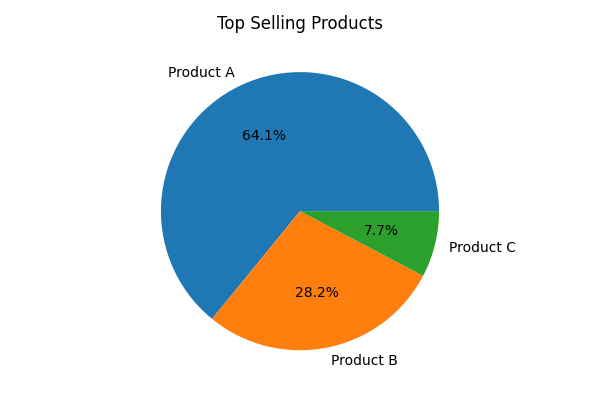 Top Selling Products
Product A
64.1%
7.7%
Product C
28.2%
Product B